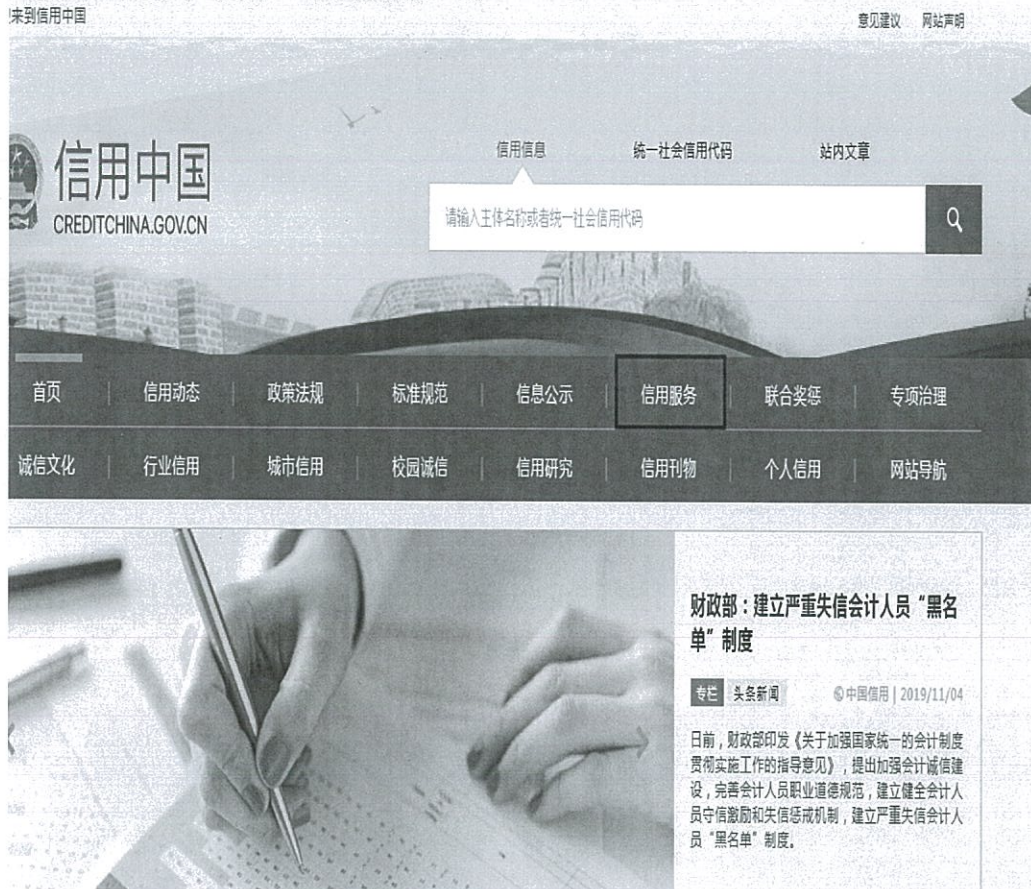 来到信用中国
意见建议 网站声明
信用中国
CREDITCHINA.GOV.CN
信用信息 统一社会信用代码 站内文章
请输入主体名称或者统一社会信用代码
首页 信用动态 政策法规 标准规范 信息公示 信用服务 联合奖惩 专项治理
诚信文化 行业信用 城市信用 校园诚信 信用研究 信用刊物 个人信用 网站导航
财政部：建立严重失信会计人员“黑名
单”制度
专栏 头条新闻 ©中国信用 | 2019/11/04
日前，财政部印发《关于加强国家统一的会计制度
贯彻实施工作的指导意见》，提出加强会计诚信建
设，完善会计人员职业道德规范，建立健全会计人
员守信激励和失信惩戒机制，建立严重失信会计人
员“黑名单”制度。